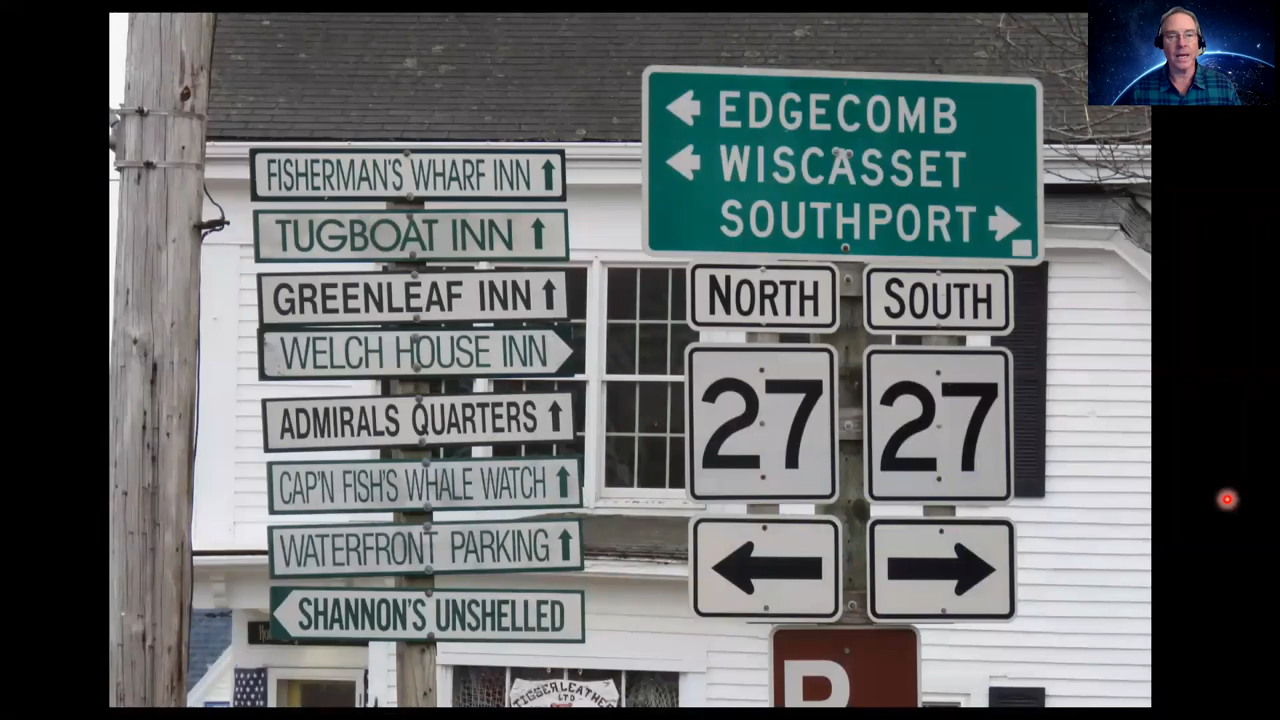 FISHERMAN'S WHARF INN
TUGBOAT INN
GREENLEAF INN
WELCH HOUSE INN
ADMIRALS QUARTERS
CAP'N FISH'S WHALE WATCH
WATERFRONT PARKING
SHANNON'S UNSHELLED
EDGECOMB
WISCASSET
SOUTHPORT
NORTH
SOUTH
27
27
P
LTD